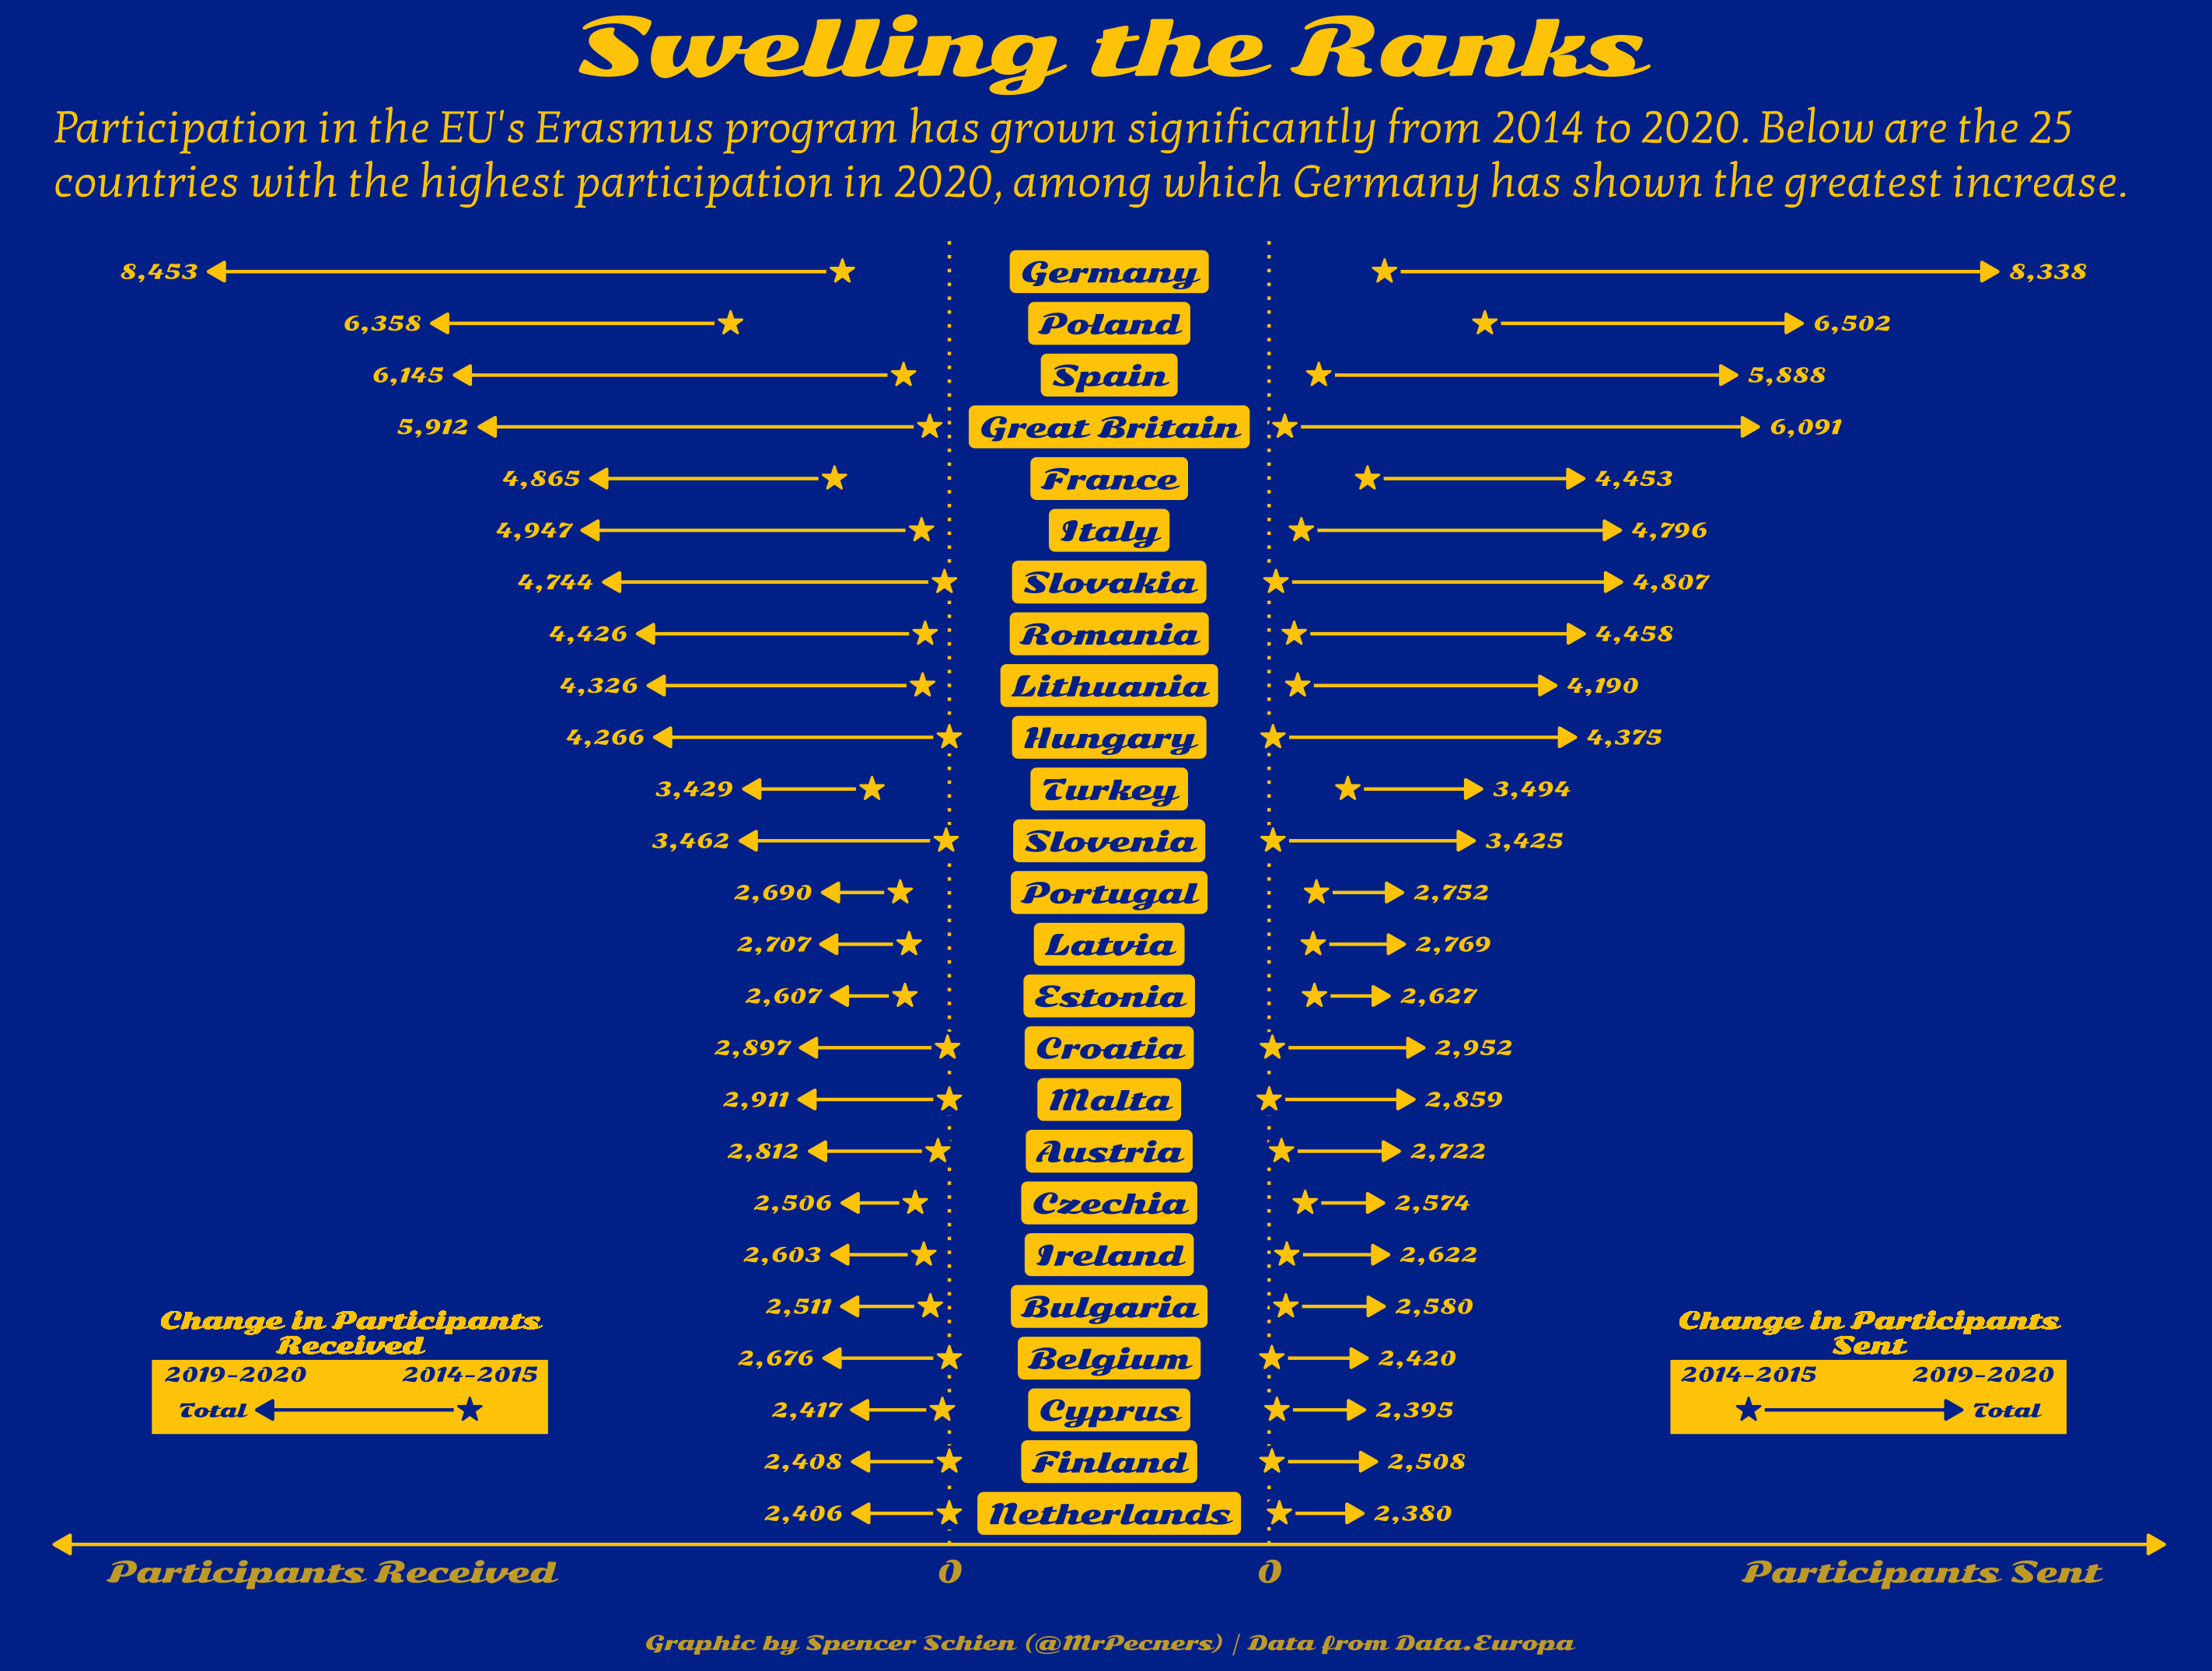 Swelling the Ranks
Participation in the EU's Erasmus program has grown significantly from 2014 to 2020. Below are the 25
countries with the highest participation in 2020, among which Germany has shown the greatest increase.
8,453 Germany 8,338
6,358 Poland 6,502
6,145 Spain 5,888
5,912 Great Britain 6,091
4,865 France 4,453
4,947 Italy 4,796
4,744 Slovakia 4,807
4,426 Romania 4,458
4,326 Lithuania 4,190
4,266 Hungary 4,375
3,429 Turkey 3,494
3,462 Slovenia 3,425
2,690 Portugal 2,752
2,707 Latvia 2,769
2,607 Estonia 2,627
2,897 Croatia 2,952
2,911 Malta 2,859
2,812 Austria 2,722
2,506 Czechia 2,574
2,603 Ireland 2,622
2,511 Bulgaria 2,580
2,676 Belgium 2,420
2,417 Cyprus 2,395
2,408 Finland 2,508
2,406 Netherlands 2,380
Change in Participants
Received
2019-2020 2014-2015
Total
Change in Participants
Sent
2014-2015 2019-2020
Total
Participants Received 0 0 Participants Sent
Graphic by Spencer Schien (@MrPecners) | Data from Data.Europa